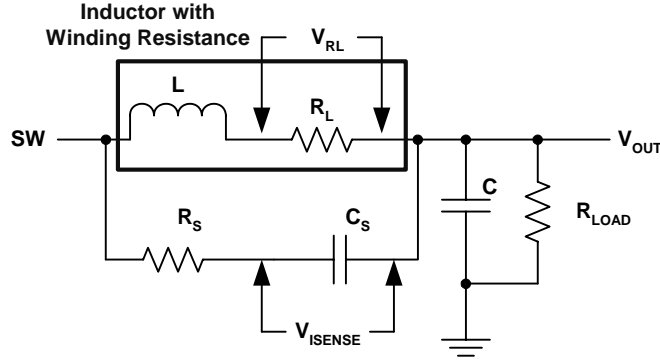 Inductor with
Winding Resistance
V_RL
L
R_L
SW
V_OUT
R_S
C_S
C
R_LOAD
V_ISENSE